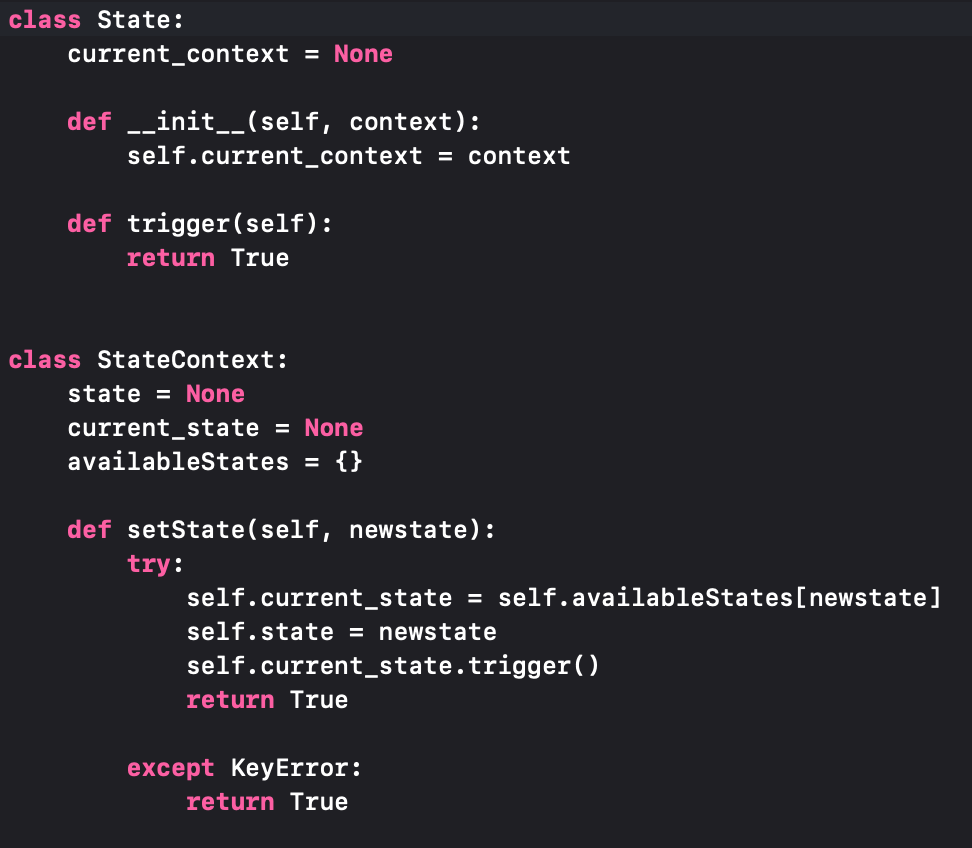 class State:
    current_context = None
    def __init__(self, context):
        self.current_context = context
    def trigger(self):
        return True
class StateContext:
    state = None
    current_state = None
    availableStates = {}
    def setState(self, newstate):
        try:
            self.current_state = self.availableStates[newstate]
            self.state = newstate
            self.current_state.trigger()
            return True
        except KeyError:
            return True